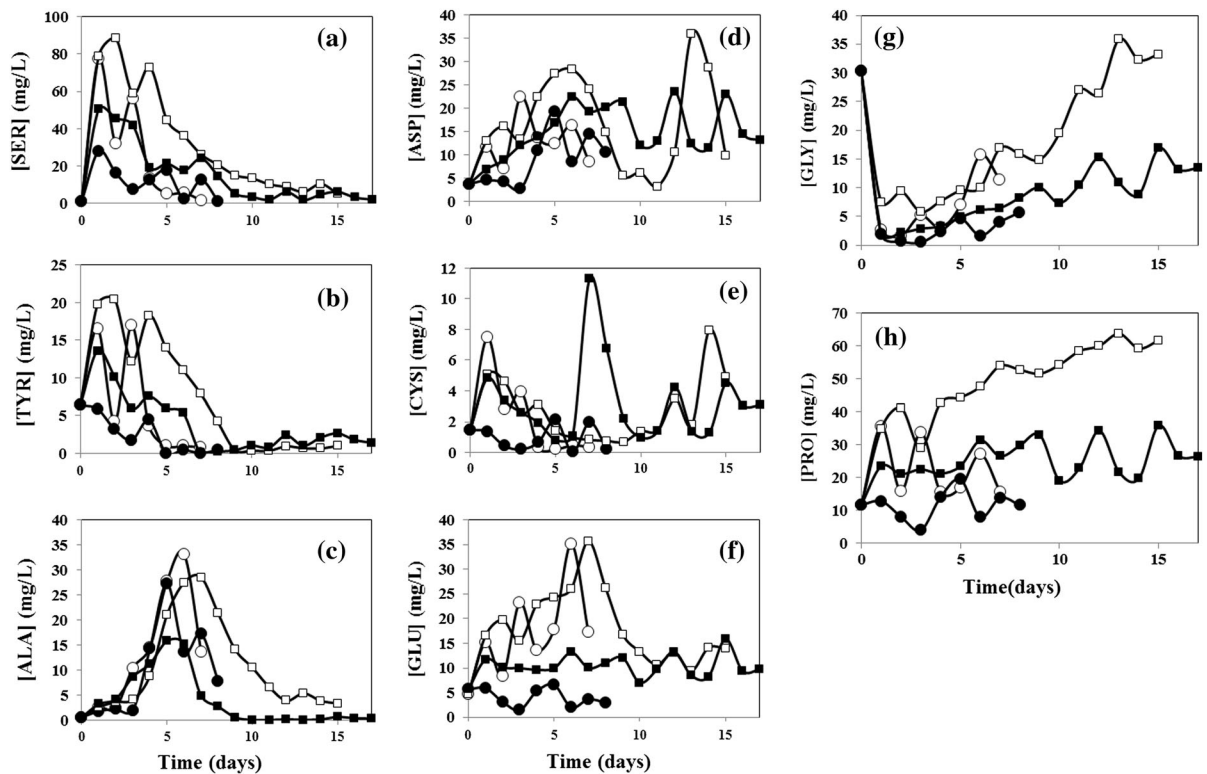 (a)
[SER] (mg/L)
100
80
60
40
20
0
0 5 10 15
(b)
[TYR] (mg/L)
25
20
15
10
5
0
0 5 10 15
(c)
[ALA] (mg/L)
40
35
30
25
20
15
10
5
0
0 5 10 15
Time (days)
(d)
[ASP] (mg/L)
40
35
30
25
20
15
10
5
0
0 5 10 15
(e)
[CYS] (mg/L)
12
10
8
6
4
2
0
0 5 10 15
(f)
[GLU] (mg/L)
40
35
30
25
20
15
10
5
0
0 5 10 15
Time (days)
(g)
[GLY] (mg/L)
40
35
30
25
20
15
10
5
0
0 5 10 15
(h)
[PRO] (mg/L)
70
60
50
40
30
20
10
0
0 5 10 15
Time(days)